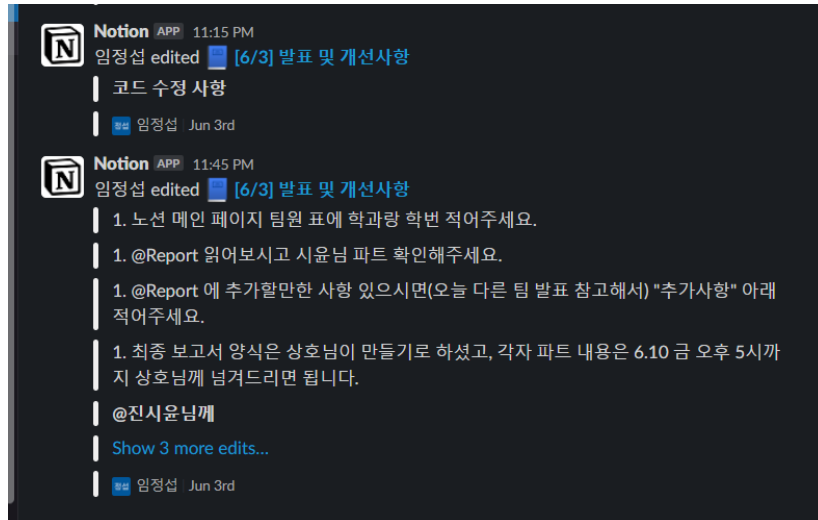 Notion APP 11:15 PM
임정섭 edited [6/3] 발표 및 개선사항
코드 수정 사항
정섭 임정섭 Jun 3rd
Notion APP 11:45 PM
임정섭 edited [6/3] 발표 및 개선사항
1. 노션 메인 페이지 팀원 표에 학과랑 학번 적어주세요.
1. @Report 읽어보시고 시윤님 파트 확인해주세요.
1. @Report 에 추가할만한 사항 있으시면(오늘 다른 팀 발표 참고해서) "추가사항" 아래
적어주세요.
1. 최종 보고서 양식은 상호님이 만들기로 하셨고, 각자 파트 내용은 6.10 금 오후 5시까
지 상호님께 넘겨드리면 됩니다.
@진시윤님께
Show 3 more edits...
정섭 임정섭 Jun 3rd